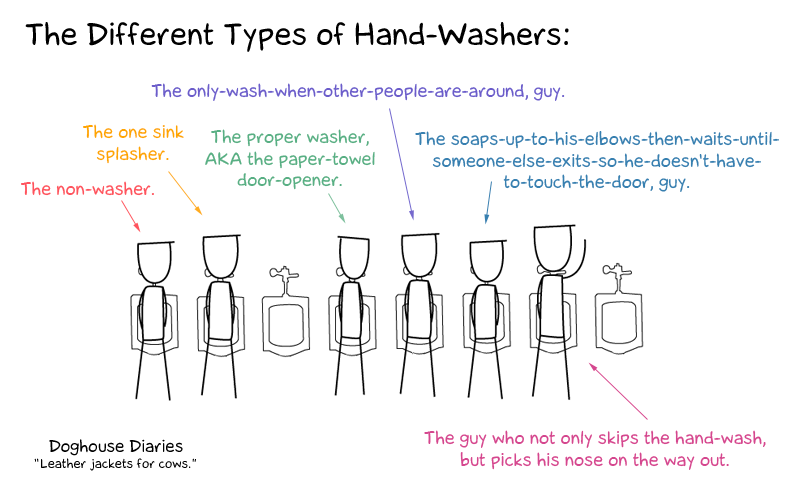 The Different Types of Hand-Washers:
The only-wash-when-other-people-are-around, guy.
The one sink
splasher.
The proper washer,
AKA the paper-towel
door-opener.
The soaps-up-to-his-elbows-then-waits-until-
someone-else-exits-so-he-doesn't-have-
to-touch-the-door, guy.
The non-washer.
The guy who not only skips the hand-wash,
but picks his nose on the way out.
Doghouse Diaries
"Leather jackets for cows."